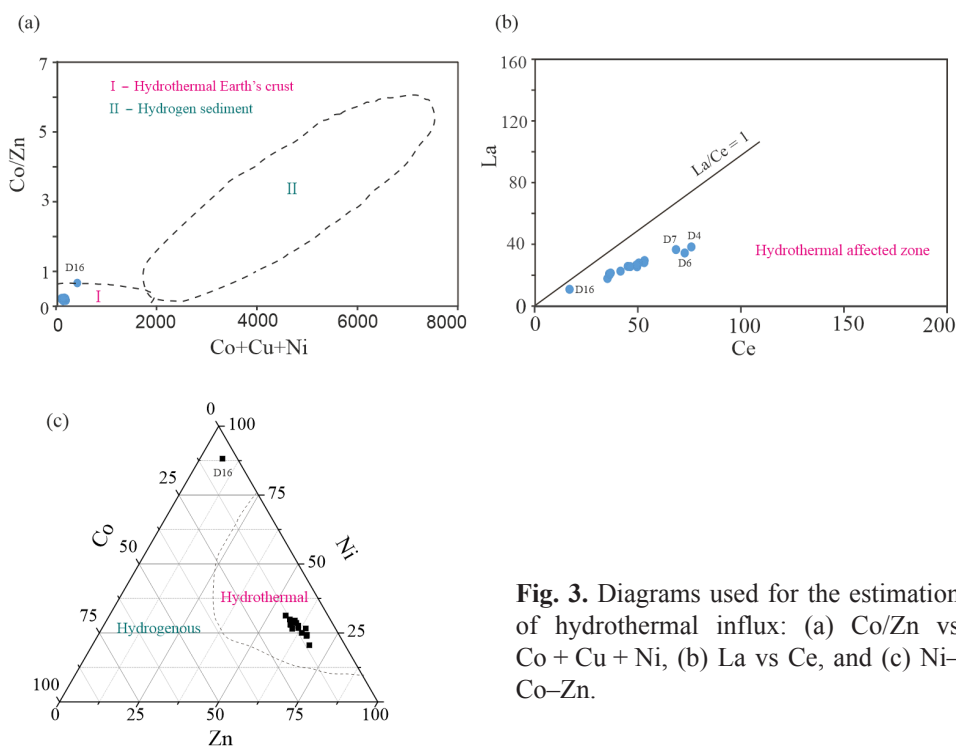 (a)
7
5
3
1
0
Co/Zn
I – Hydrothermal Earth's crust
II – Hydrogen sediment
II
D16
I
0
2000
4000
6000
8000
Co+Cu+Ni
(b)
160
120
80
40
0
La
La/Ce = 1
D7
D4
D6
D16
Hydrothermal affected zone
0
50
100
150
200
Ce
(c)
0
100
D16
25
75
Co
Ni
50
50
Hydrothermal
75
Hydrogenous
25
100
0
0
25
50
75
100
Zn
Fig. 3. Diagrams used for the estimation
of hydrothermal influx: (a) Co/Zn vs
Co + Cu + Ni, (b) La vs Ce, and (c) Ni–
Co–Zn.